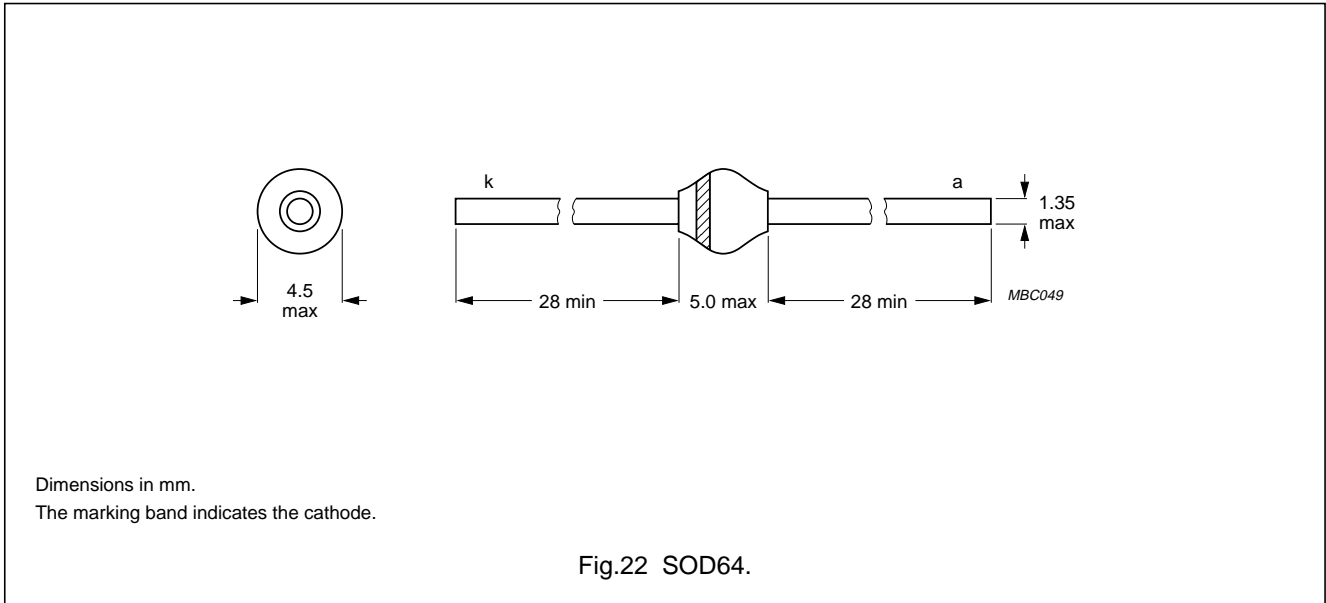 k
a
1.35
max
4.5
max
28 min
5.0 max
28 min
MBC049
Dimensions in mm.
The marking band indicates the cathode.
Fig.22 SOD64.